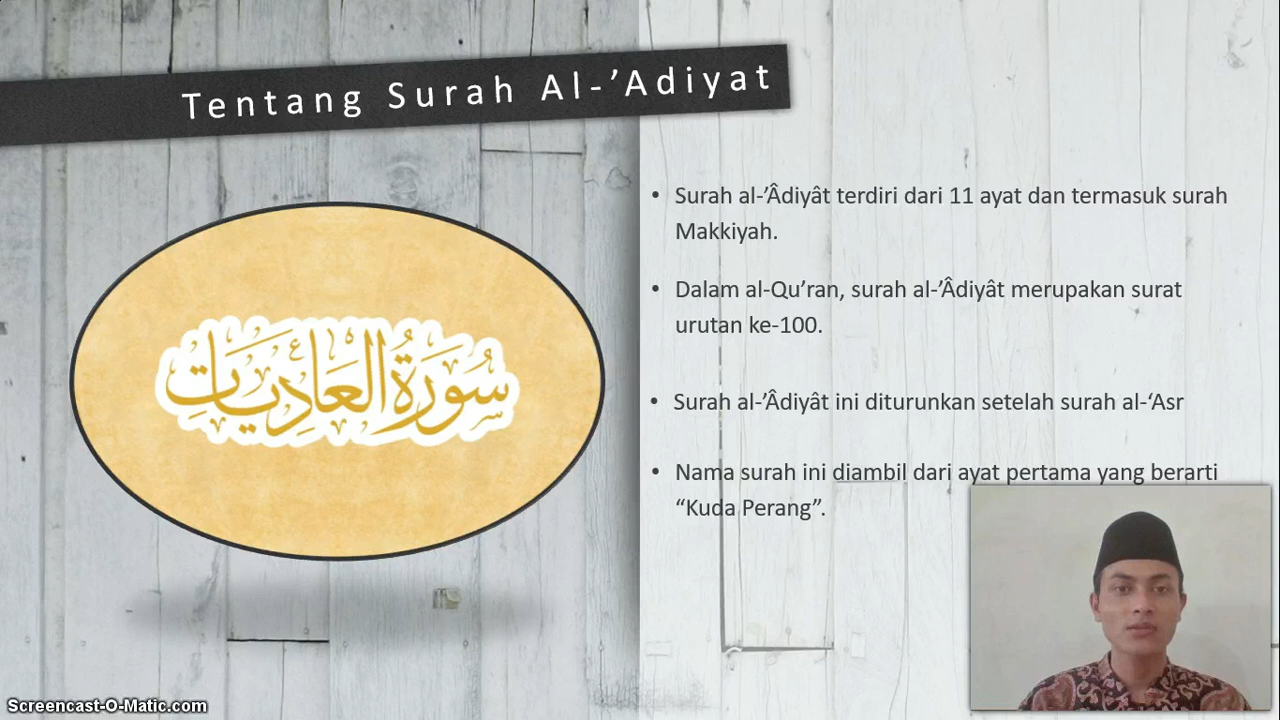 Tentang Surah Al-’Adiyat
سُورَةُ الْعَادِيَاتِ
• Surah al-’Âdiyât terdiri dari 11 ayat dan termasuk surah
Makkiyah.
• Dalam al-Qu’ran, surah al-’Âdiyât merupakan surat
urutan ke-100.
• Surah al-’Âdiyât ini diturunkan setelah surah al-‘Asr
• Nama surah ini diambil dari ayat pertama yang berarti
“Kuda Perang”.
Screencast-O-Matic.com